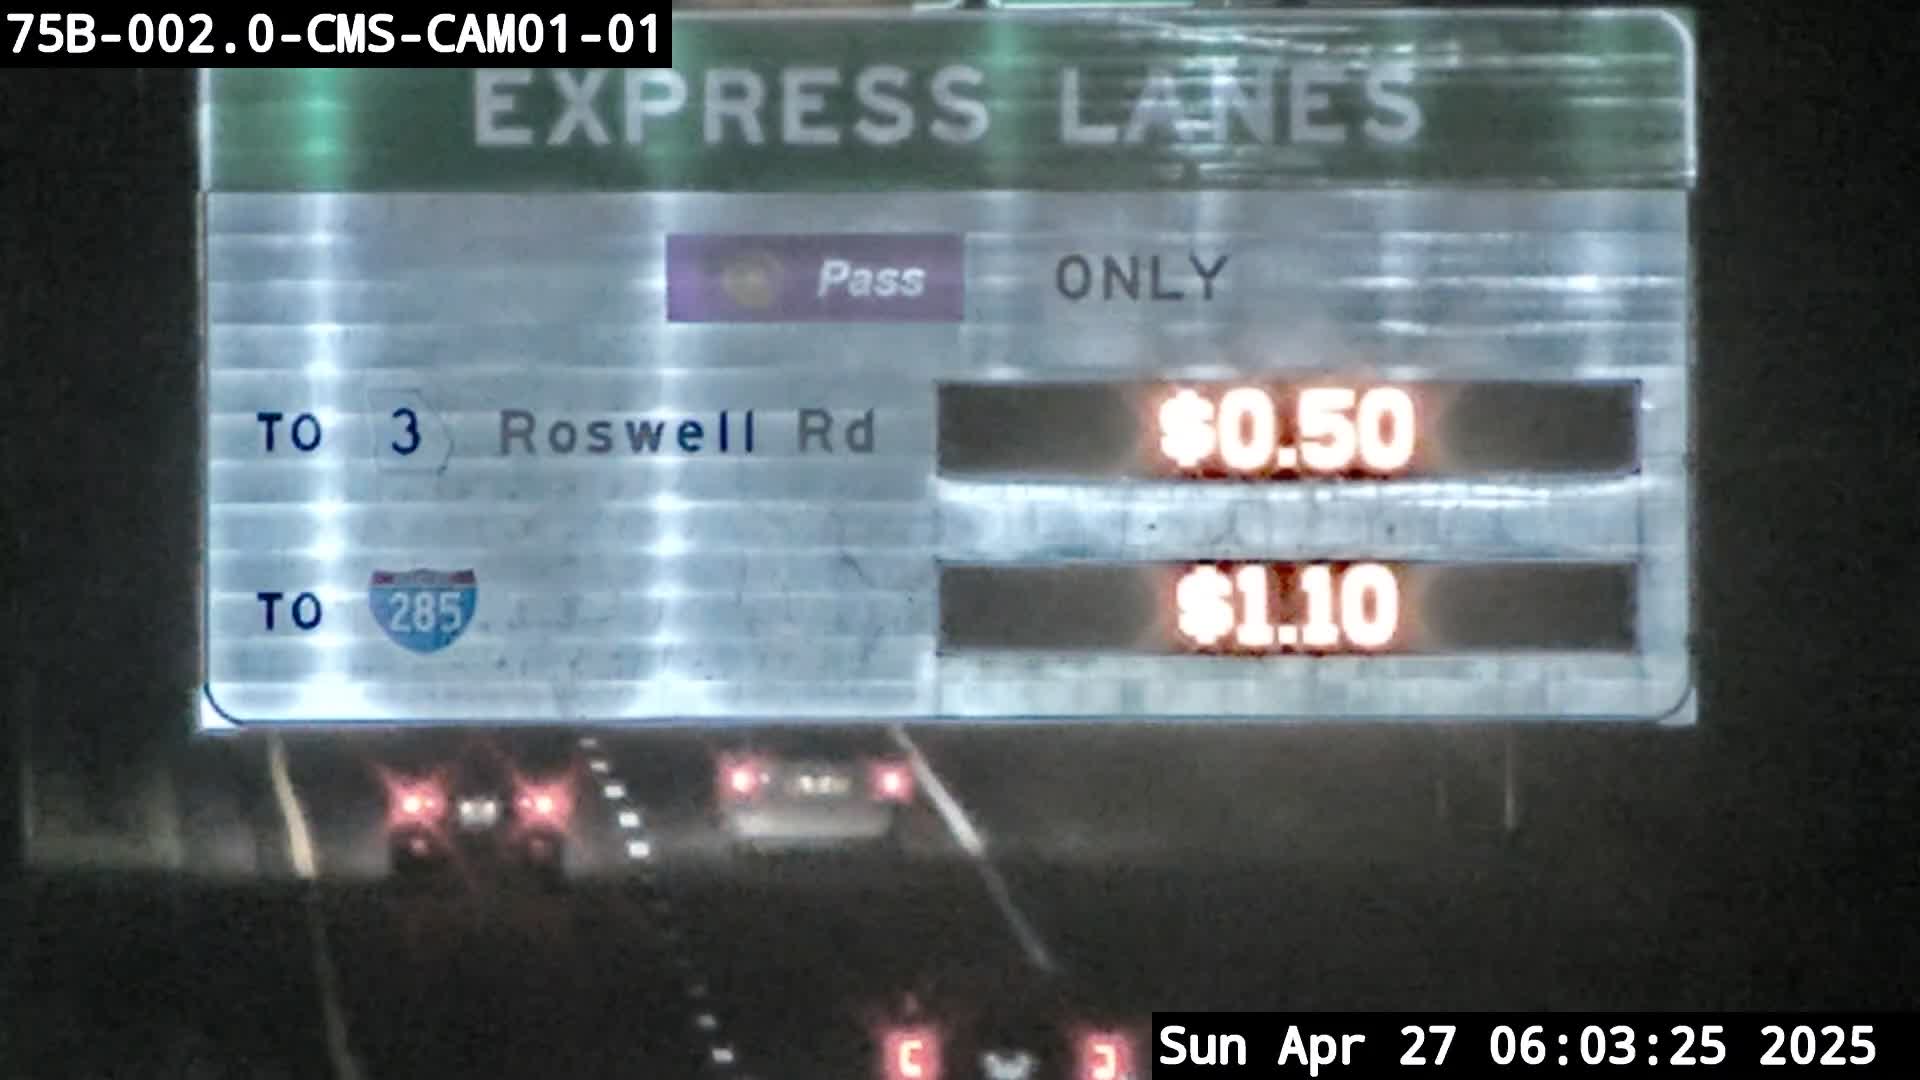 75B-002.0-CMS-CAM01-01
EXPRESS LANES
Pass ONLY
TO 3 Roswell Rd $0.50
TO 285 $1.10
Sun Apr 27 06:03:25 2025